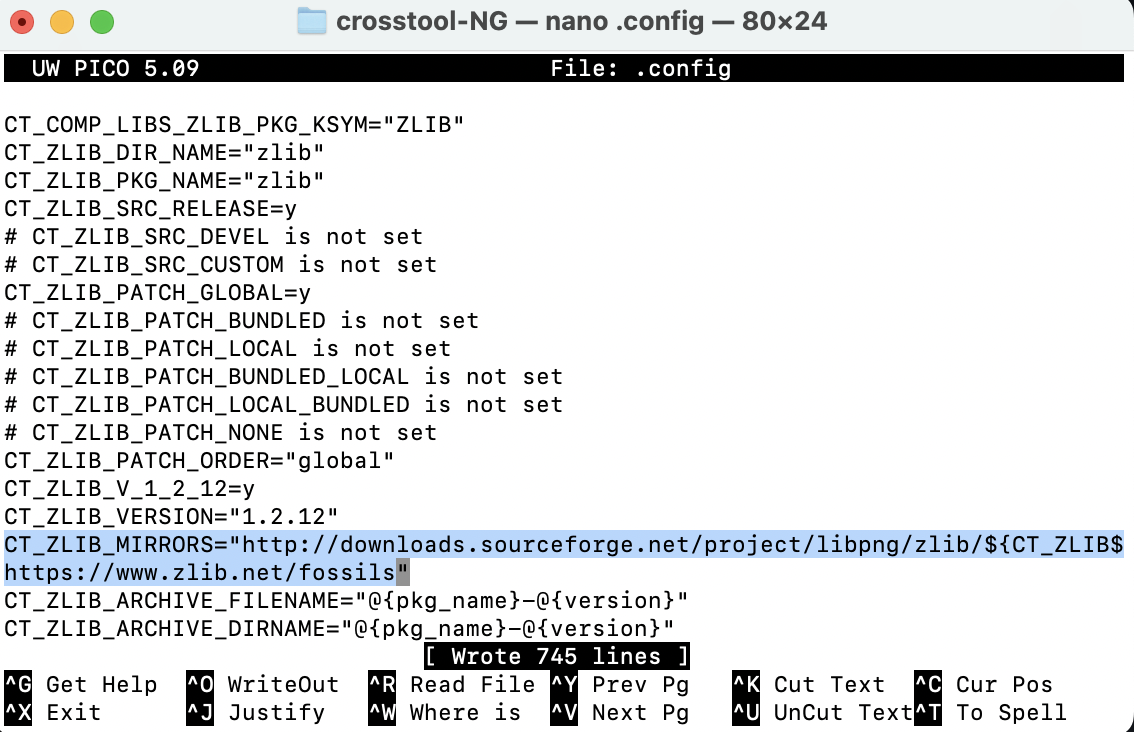 crosstool-NG — nano .config — 80×24
UW PICO 5.09 File: .config
CT_COMP_LIBS_ZLIB_PKG_KSYM="ZLIB"
CT_ZLIB_DIR_NAME="zlib"
CT_ZLIB_PKG_NAME="zlib"
CT_ZLIB_SRC_RELEASE=y
# CT_ZLIB_SRC_DEVEL is not set
# CT_ZLIB_SRC_CUSTOM is not set
CT_ZLIB_PATCH_GLOBAL=y
# CT_ZLIB_PATCH_BUNDLED is not set
# CT_ZLIB_PATCH_LOCAL is not set
# CT_ZLIB_PATCH_BUNDLED_LOCAL is not set
# CT_ZLIB_PATCH_LOCAL_BUNDLED is not set
# CT_ZLIB_PATCH_NONE is not set
CT_ZLIB_PATCH_ORDER="global"
CT_ZLIB_V_1_2_12=y
CT_ZLIB_VERSION="1.2.12"
CT_ZLIB_MIRRORS="http://downloads.sourceforge.net/project/libpng/zlib/${CT_ZLIB$
https://www.zlib.net/fossils"
CT_ZLIB_ARCHIVE_FILENAME="@{pkg_name}-@{version}"
CT_ZLIB_ARCHIVE_DIRNAME="@{pkg_name}-@{version}"
[ Wrote 745 lines ]
^G Get Help ^O WriteOut ^R Read File ^Y Prev Pg ^K Cut Text ^C Cur Pos
^X Exit ^J Justify ^W Where is ^V Next Pg ^U UnCut Text^T To Spell